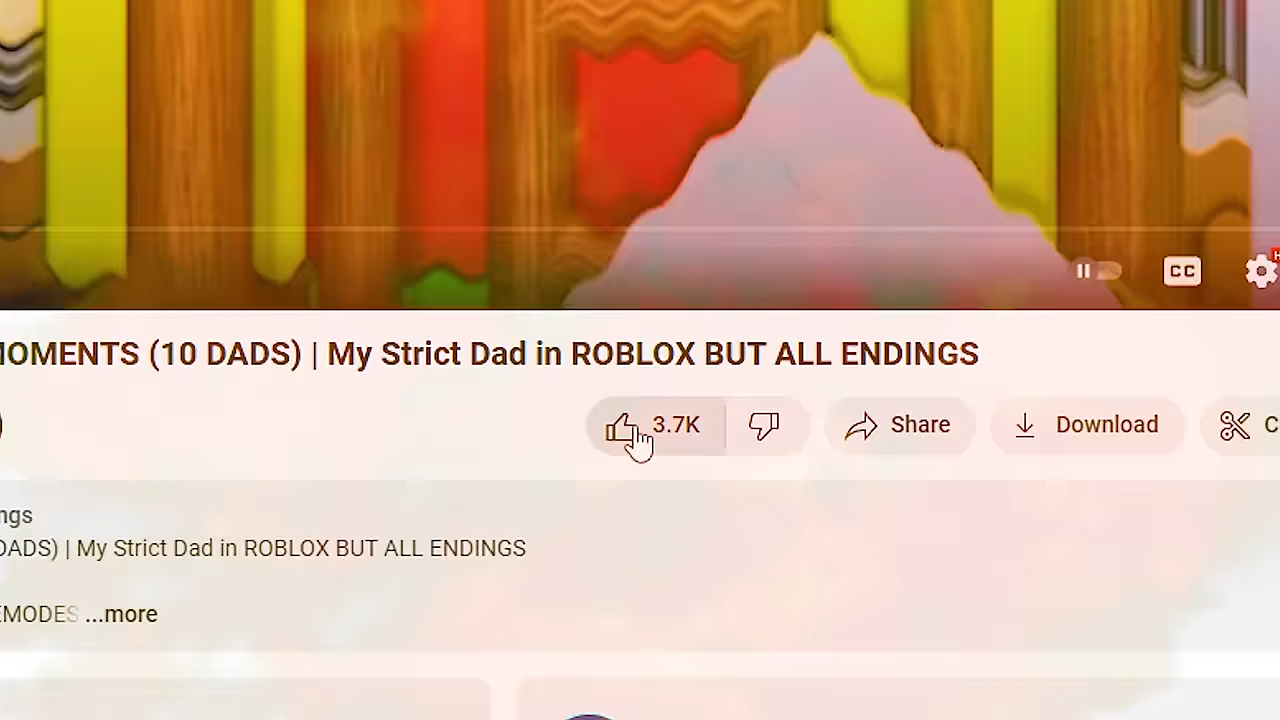 CC
MOMENTS (10 DADS) | My Strict Dad in ROBLOX BUT ALL ENDINGS
3.7K
Share
Download
C
ngs
DADS) | My Strict Dad in ROBLOX BUT ALL ENDINGS
EMODES ...more